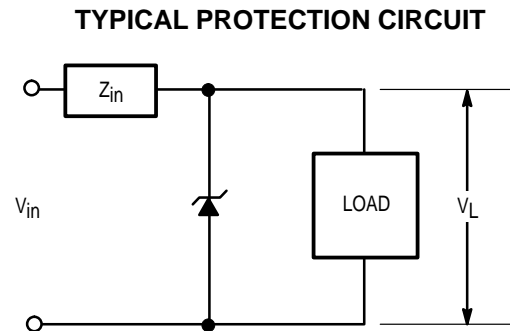 TYPICAL PROTECTION CIRCUIT
Zin
Vin
LOAD
VL